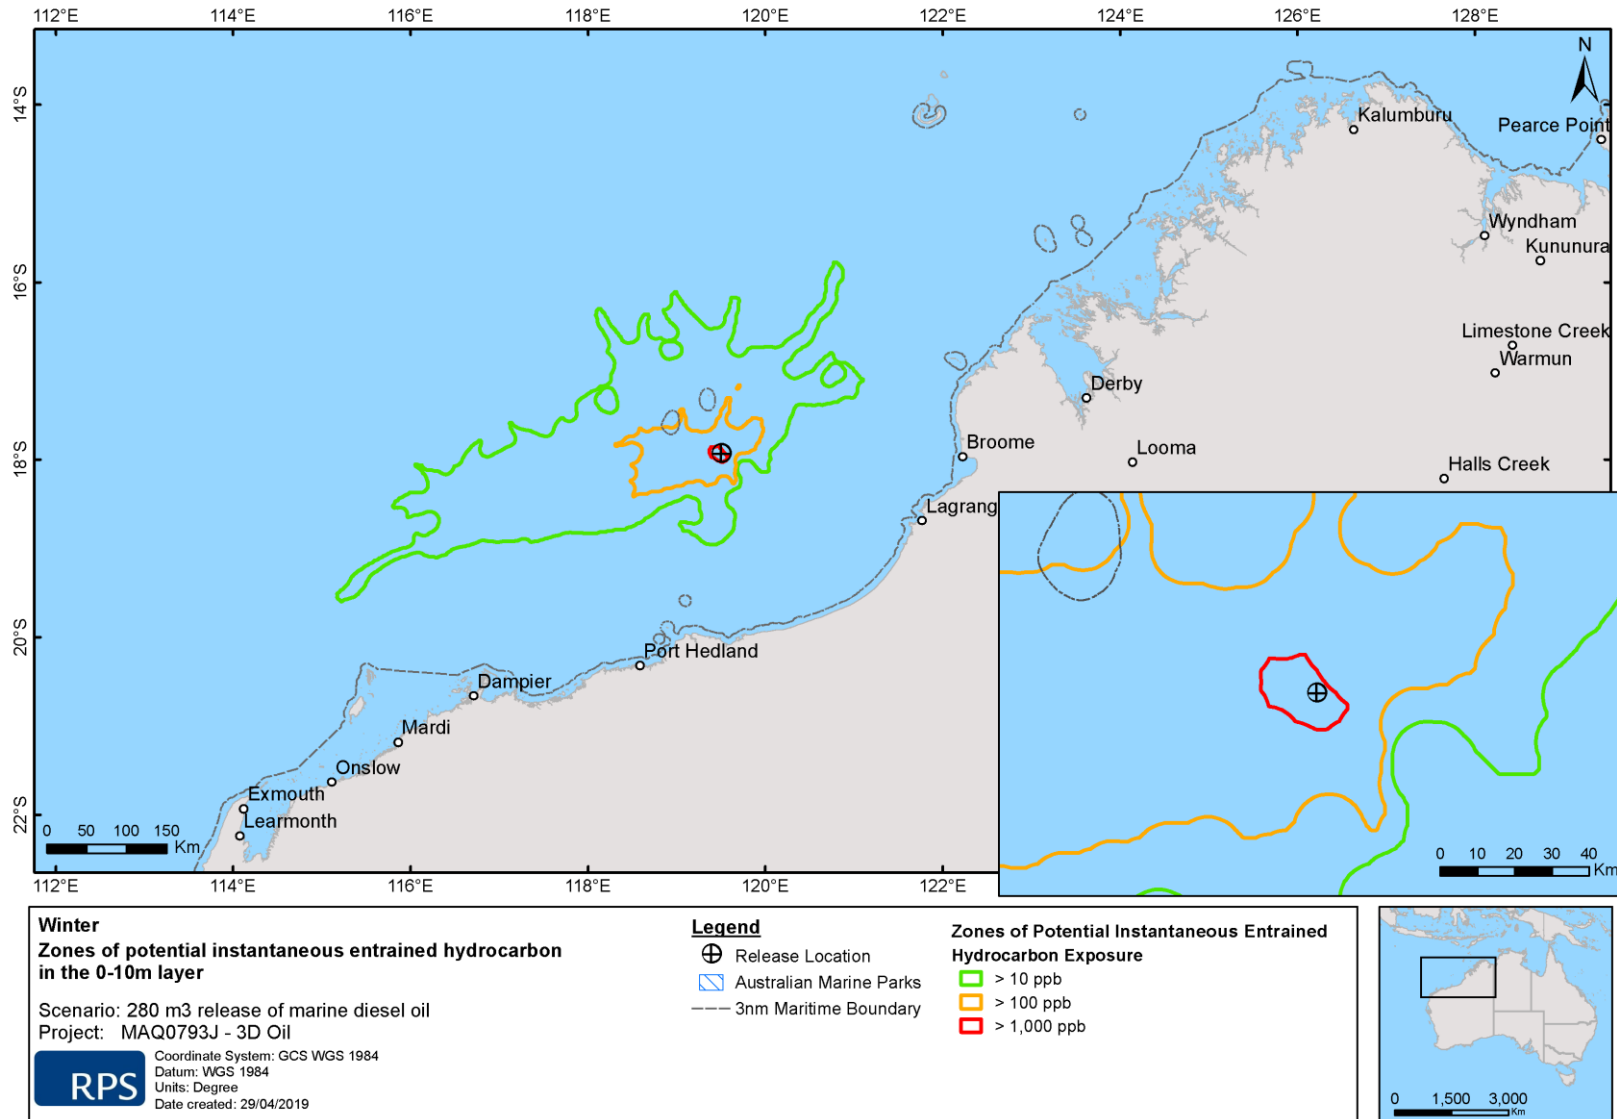 112°E 114°E 116°E 118°E 120°E 122°E 124°E 126°E 128°E
N
14°S
Kalumburu
Pearce Point
Wyndham
Kununura
16°S
Limestone Creek
Warmun
Derby
Broome
Looma
18°S
18°S
Halls Creek
Lagrang
20°S
Port Hedland
Dampier
Mardi
Onslow
Exmouth
22°S
Learmonth
0 50 100 150
Km
0 10 20 30 40
Km
112°E 114°E 116°E 118°E 120°E 122°E
Winter
Zones of potential instantaneous entrained hydrocarbon
in the 0-10m layer
Scenario: 280 m3 release of marine diesel oil
Project: MAQ0793J - 3D Oil
RPS
Coordinate System: GCS WGS 1984
Datum: WGS 1984
Units: Degree
Date created: 29/04/2019
Legend
Release Location
Australian Marine Parks
3nm Maritime Boundary
Zones of Potential Instantaneous Entrained
Hydrocarbon Exposure
> 10 ppb
> 100 ppb
> 1,000 ppb
0 1,500 3,000
Km